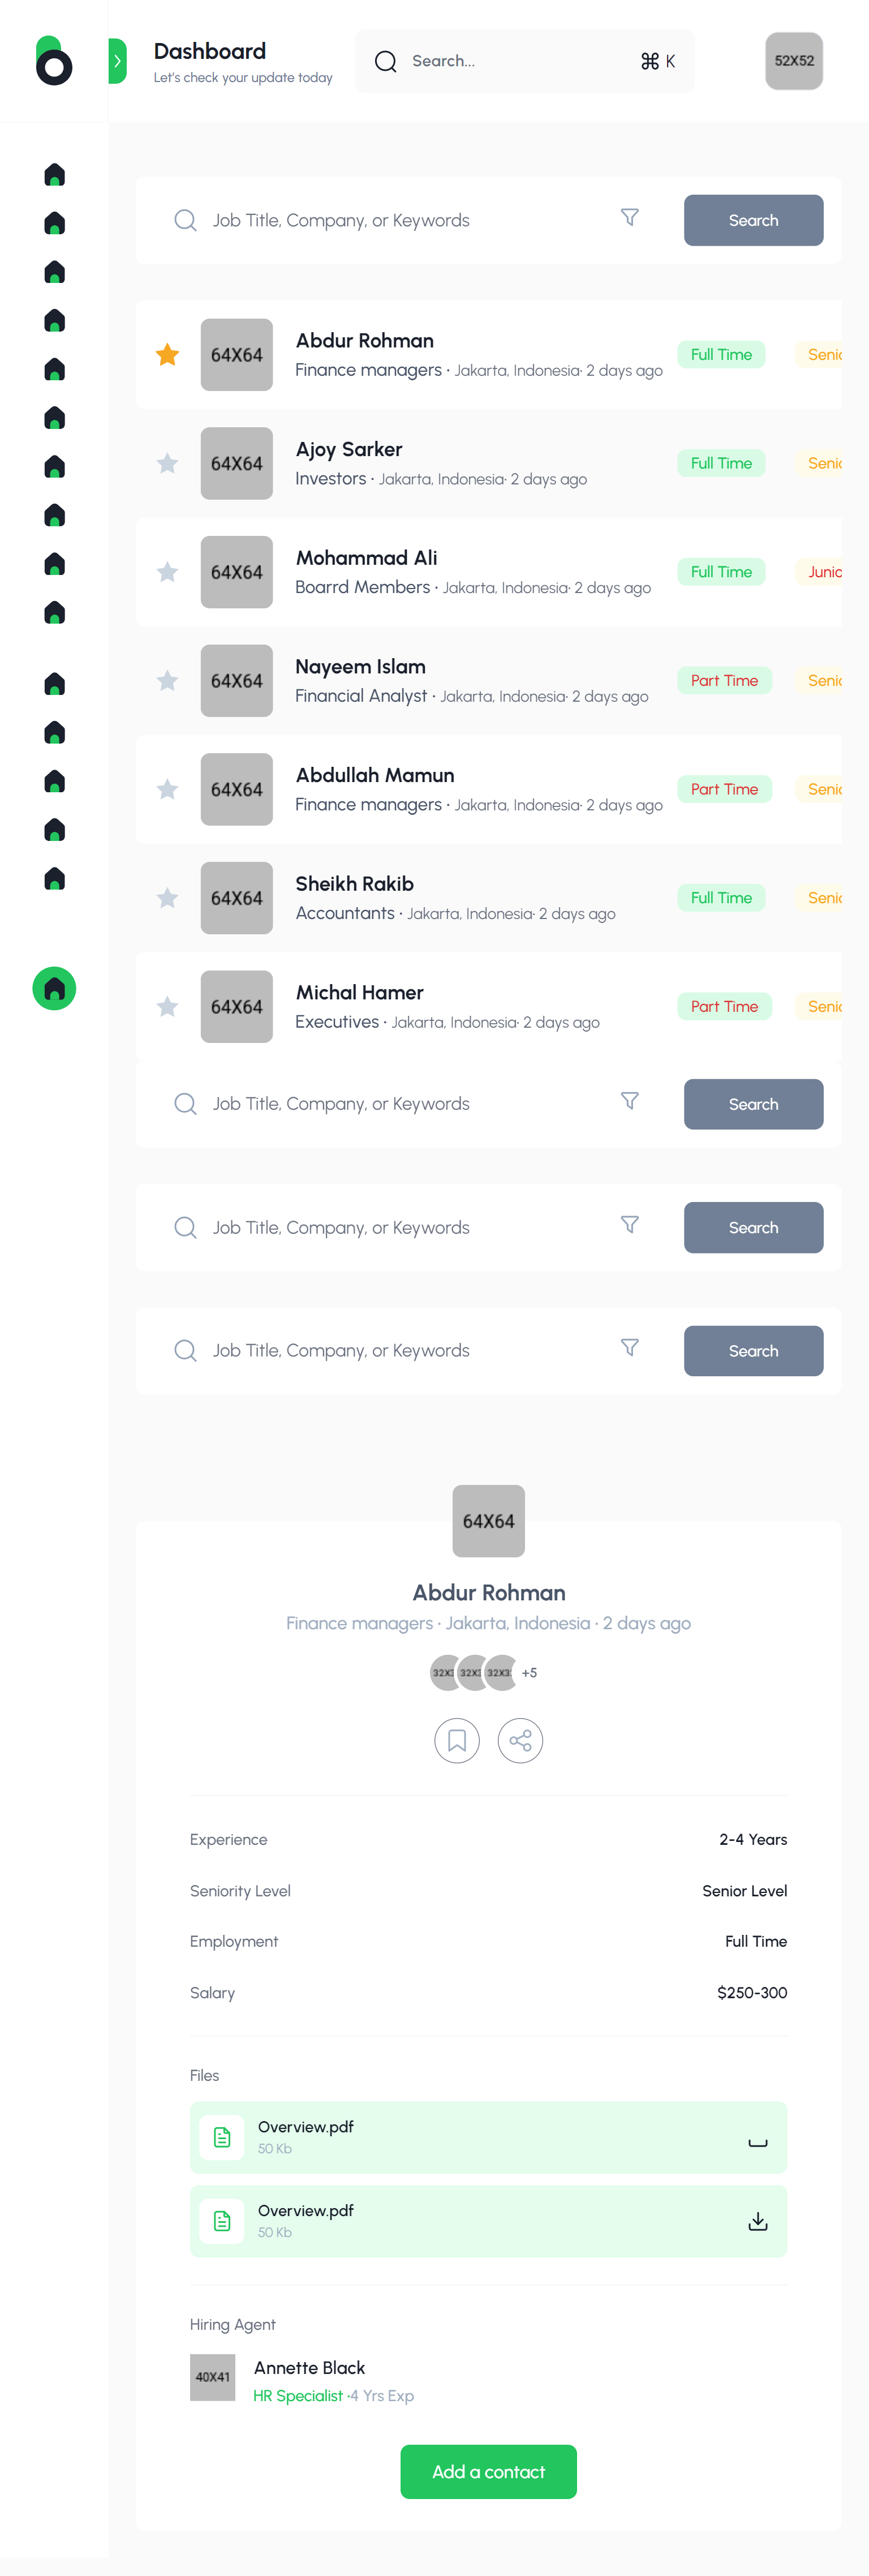 Dashboard
Let's check your update today
Search...
⌘ K
52X52
Job Title, Company, or Keywords
Search
64X64
Abdur Rohman
Finance managers · Jakarta, Indonesia· 2 days ago
Full Time
Senio
64X64
Ajoy Sarker
Investors · Jakarta, Indonesia· 2 days ago
Full Time
Senio
64X64
Mohammad Ali
Boarrd Members · Jakarta, Indonesia· 2 days ago
Full Time
Junio
64X64
Nayeem Islam
Financial Analyst · Jakarta, Indonesia· 2 days ago
Part Time
Senio
64X64
Abdullah Mamun
Finance managers · Jakarta, Indonesia· 2 days ago
Part Time
Senio
64X64
Sheikh Rakib
Accountants · Jakarta, Indonesia· 2 days ago
Full Time
Senio
64X64
Michal Hamer
Executives · Jakarta, Indonesia· 2 days ago
Part Time
Senio
Job Title, Company, or Keywords
Search
Job Title, Company, or Keywords
Search
Job Title, Company, or Keywords
Search
64X64
Abdur Rohman
Finance managers · Jakarta, Indonesia · 2 days ago
32X3 32X3 32X3 +5
Experience
2-4 Years
Seniority Level
Senior Level
Employment
Full Time
Salary
$250-300
Files
Overview.pdf
50 Kb
Overview.pdf
50 Kb
Hiring Agent
40X41
Annette Black
HR Specialist ·4 Yrs Exp
Add a contact